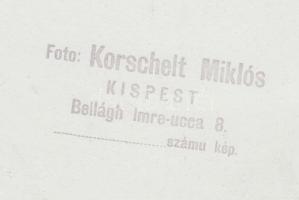 Foto: Korschelt Miklós
KISPEST
Bellágh Imre-ucca 8.
számu kép.